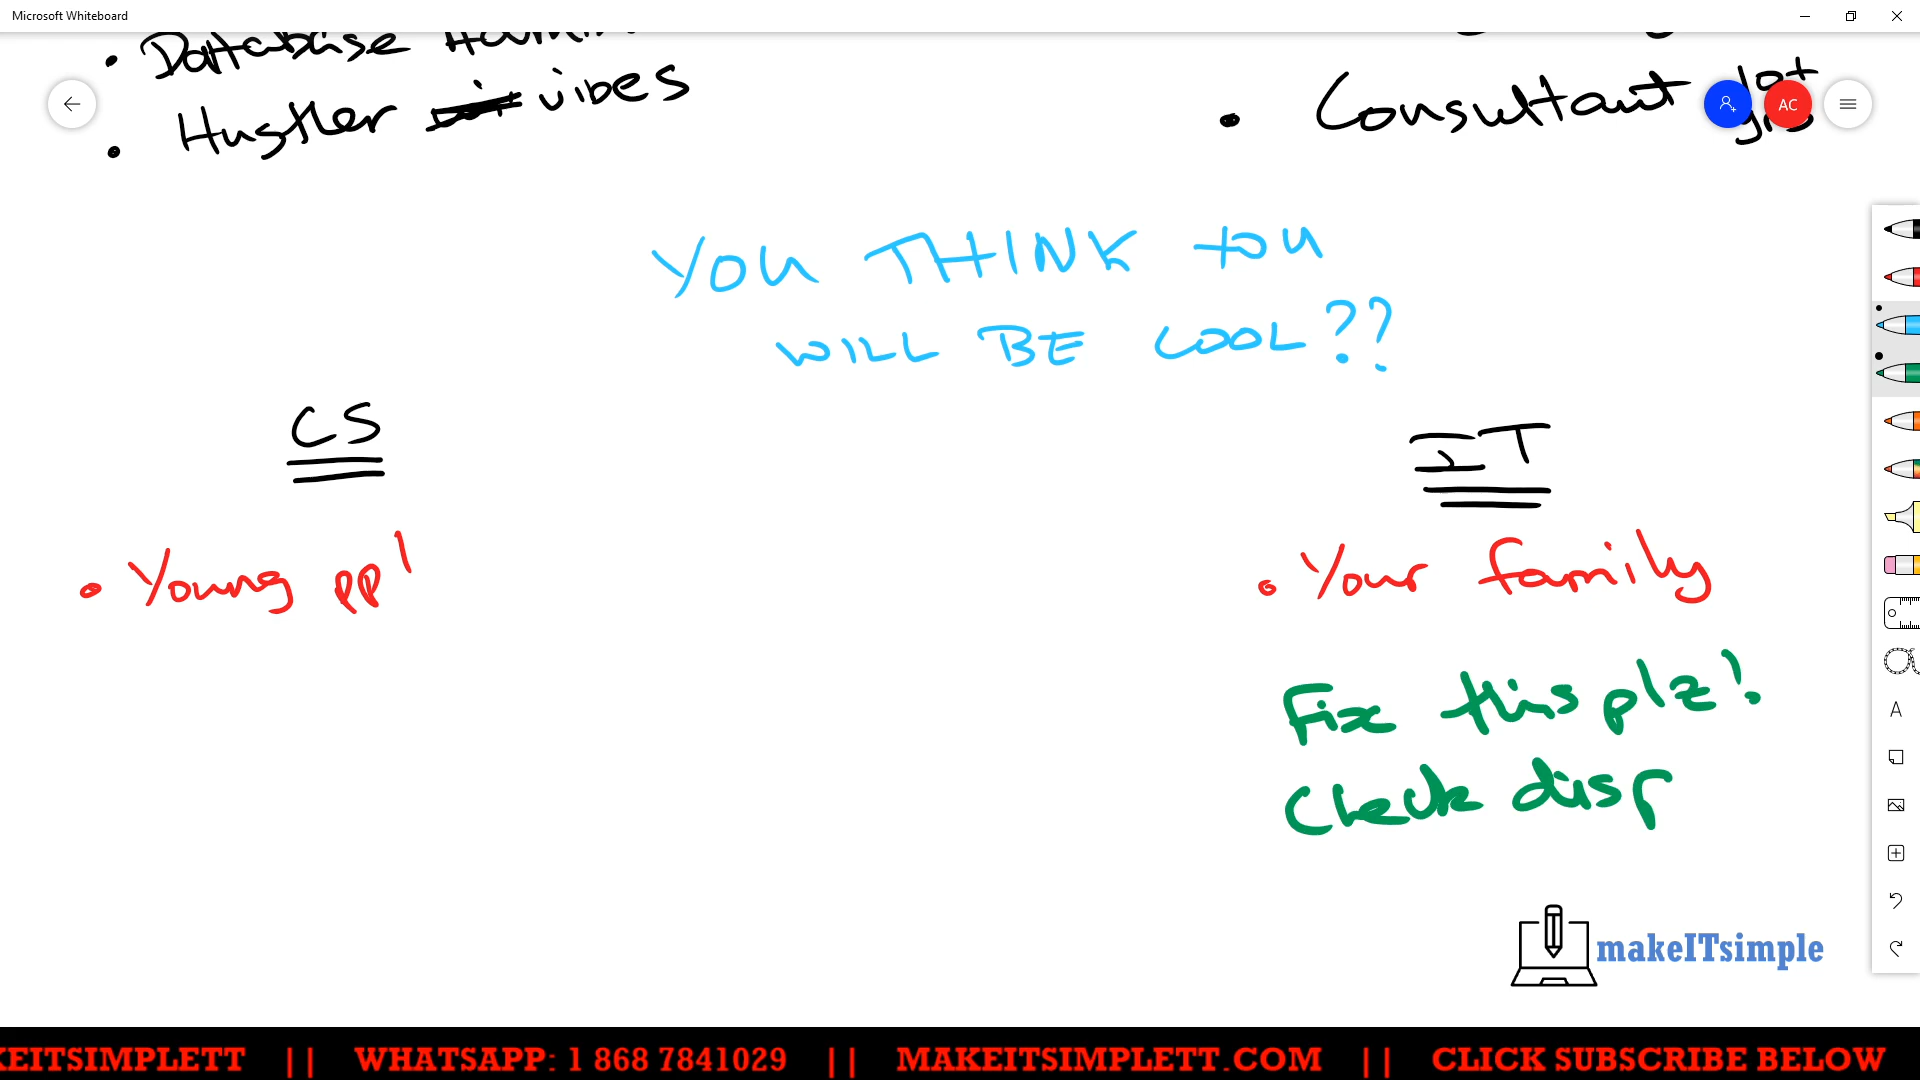 Microsoft Whiteboard
• Database
• Hustler vibes
• Consultant
AC
YOU THINK YOU
WILL BE COOL??
CS
IT
• Young ppl
• Your family
Fix this plz!
Check disp
makeITsimple
KEITSIMPLETT || WHATSAPP: 1 868 7841029 || MAKEITSIMPLETT.COM || CLICK SUBSCRIBE BELOW